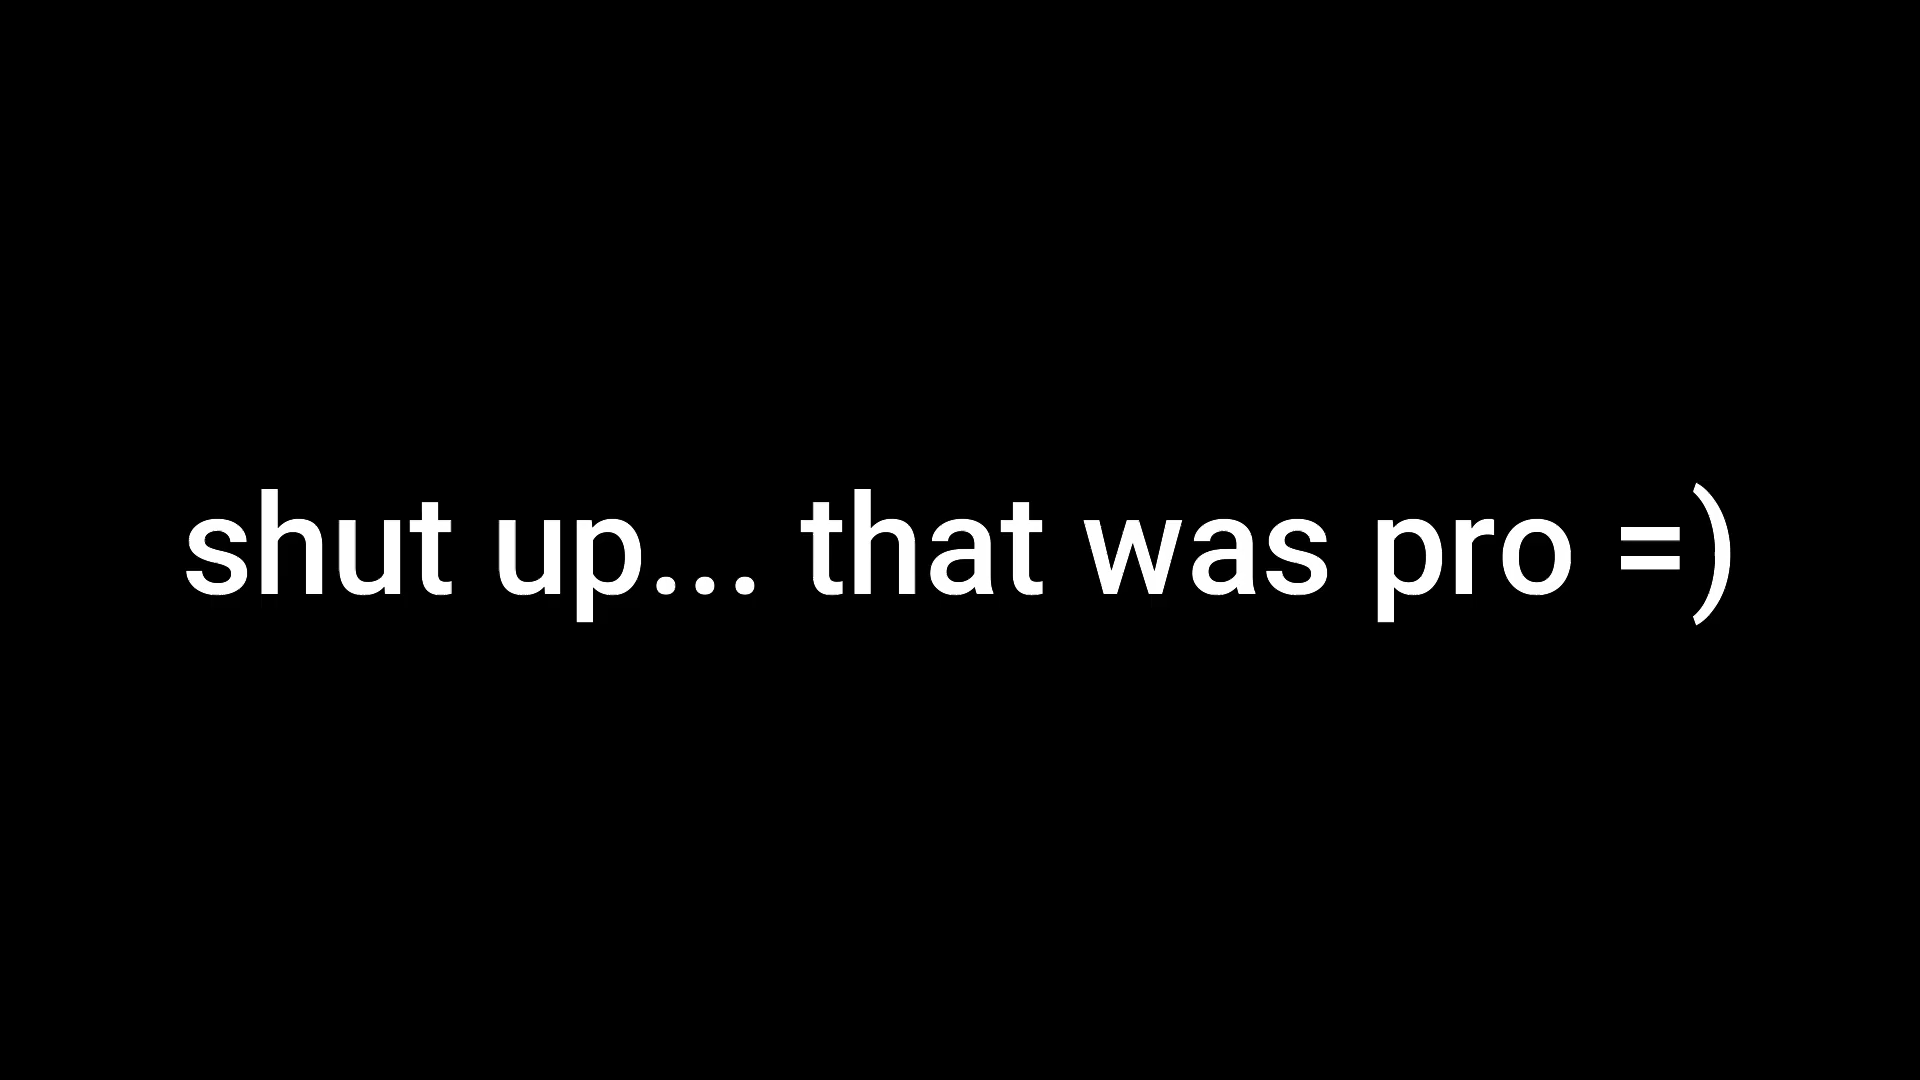 shut up... that was pro =)